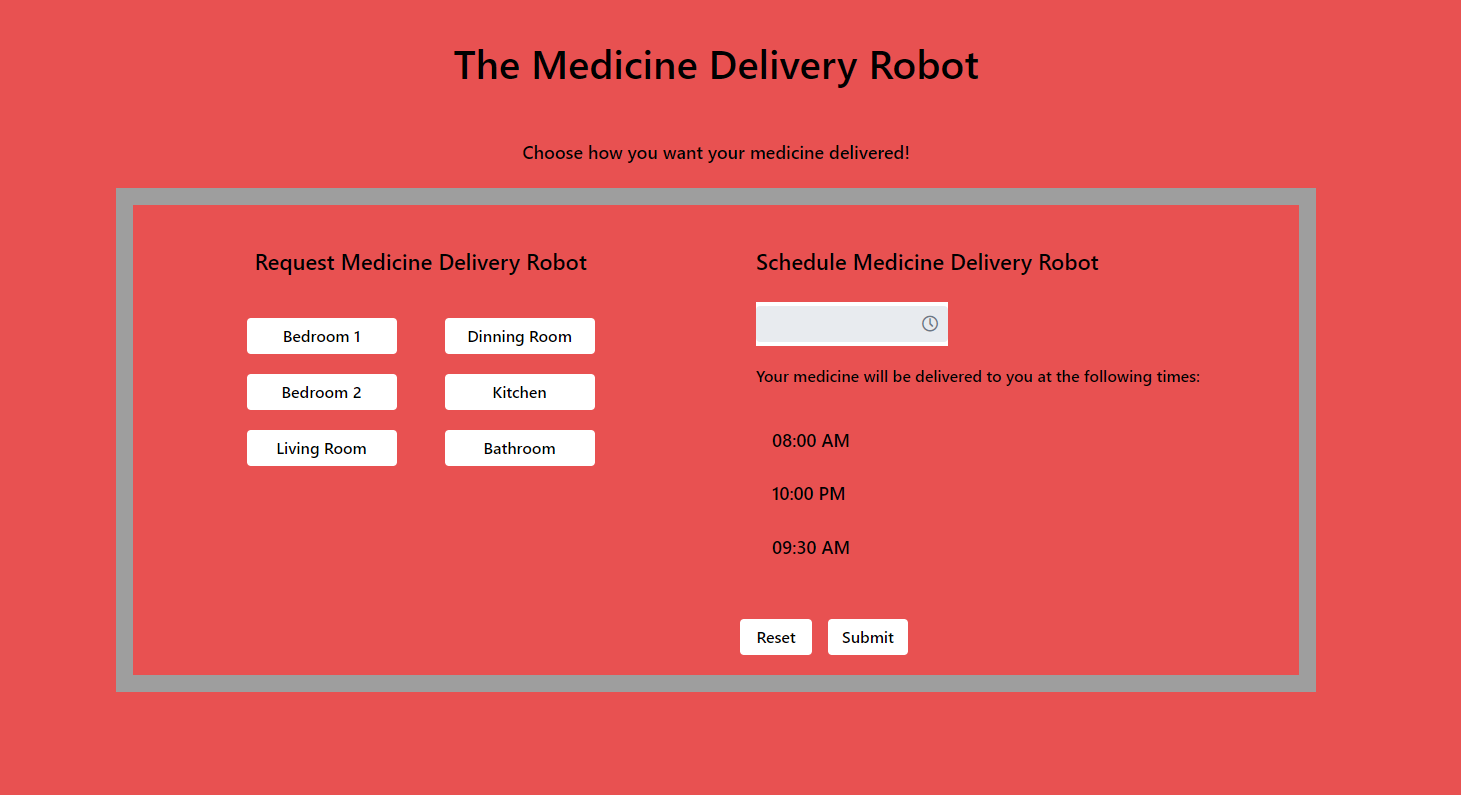 The Medicine Delivery Robot
Choose how you want your medicine delivered!
Request Medicine Delivery Robot
Bedroom 1
Dinning Room
Bedroom 2
Kitchen
Living Room
Bathroom
Schedule Medicine Delivery Robot
Your medicine will be delivered to you at the following times:
08:00 AM
10:00 PM
09:30 AM
Reset
Submit